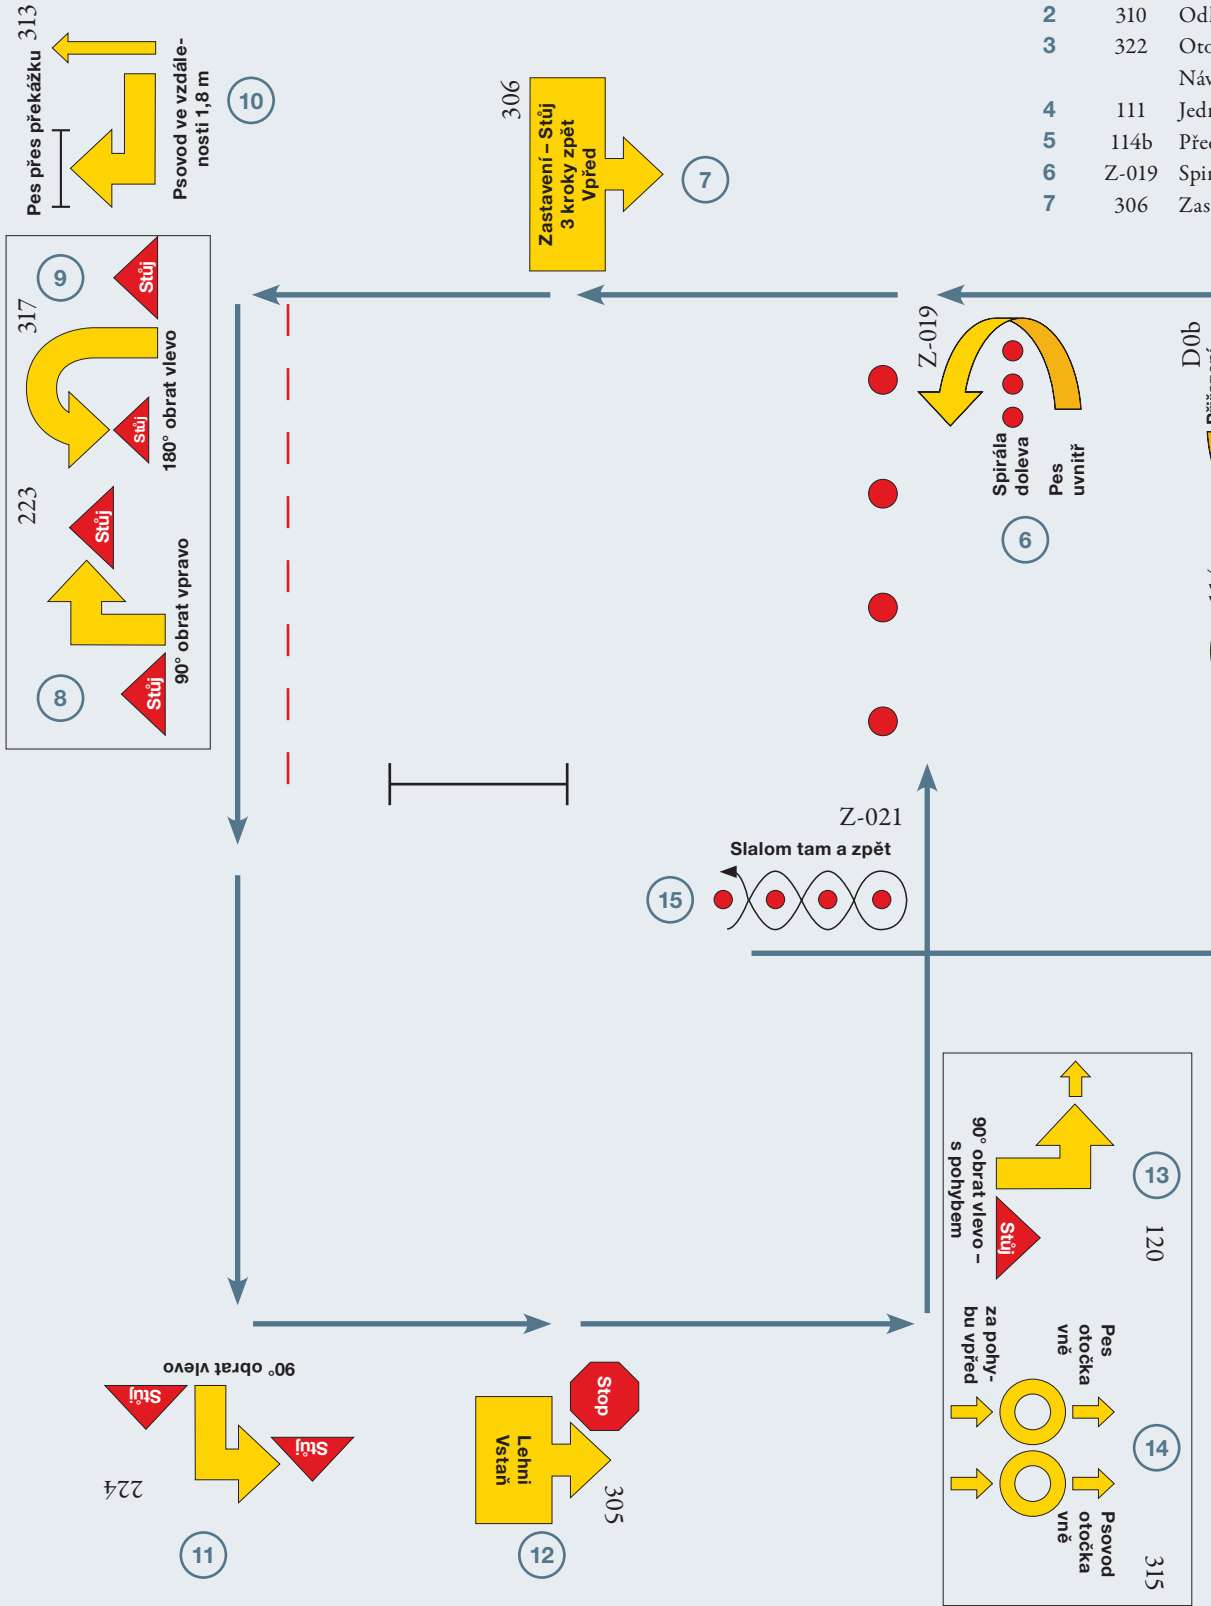 2 310
3 322
4 111
5 114b
6 Z-019
7 306
313
Pes přes překážku
Psovod ve vzdále-
nosti 1,8 m
10
306
Zastavení – Stůj
3 kroky zpět
Vpřed
7
9
317
Stůj
Stůj
180° obrat vlevo
223
Stůj
90° obrat vpravo
Stůj
8
Z-019
Spirála
doleva
Pes
uvnitř
6
D0b
Z-021
Slalom tam a zpět
15
90° obrat vlevo –
s pohybem
Stůj
13
120
za pohy-
bu vpřed
Pes
otočka
vně
14
Psovod
otočka
vně
315
90° obrat vlevo
Stůj
Stůj
224
11
Stop
Lehni
Vstaň
305
12